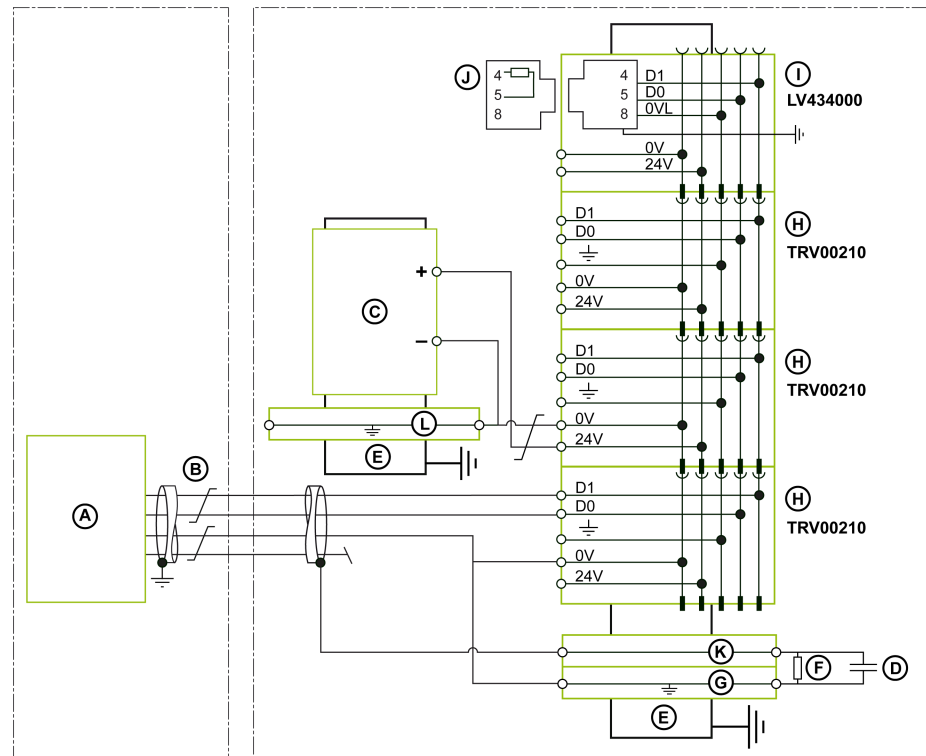 J
4
5
8
4
5
8
D1
D0
0VL
0V
24V
I
LV434000
D1
D0
0V
24V
H
TRV00210
C
+
−
D1
D0
0V
24V
H
TRV00210
L
E
A
B
D1
D0
0V
24V
H
TRV00210
K
G
F
D
E